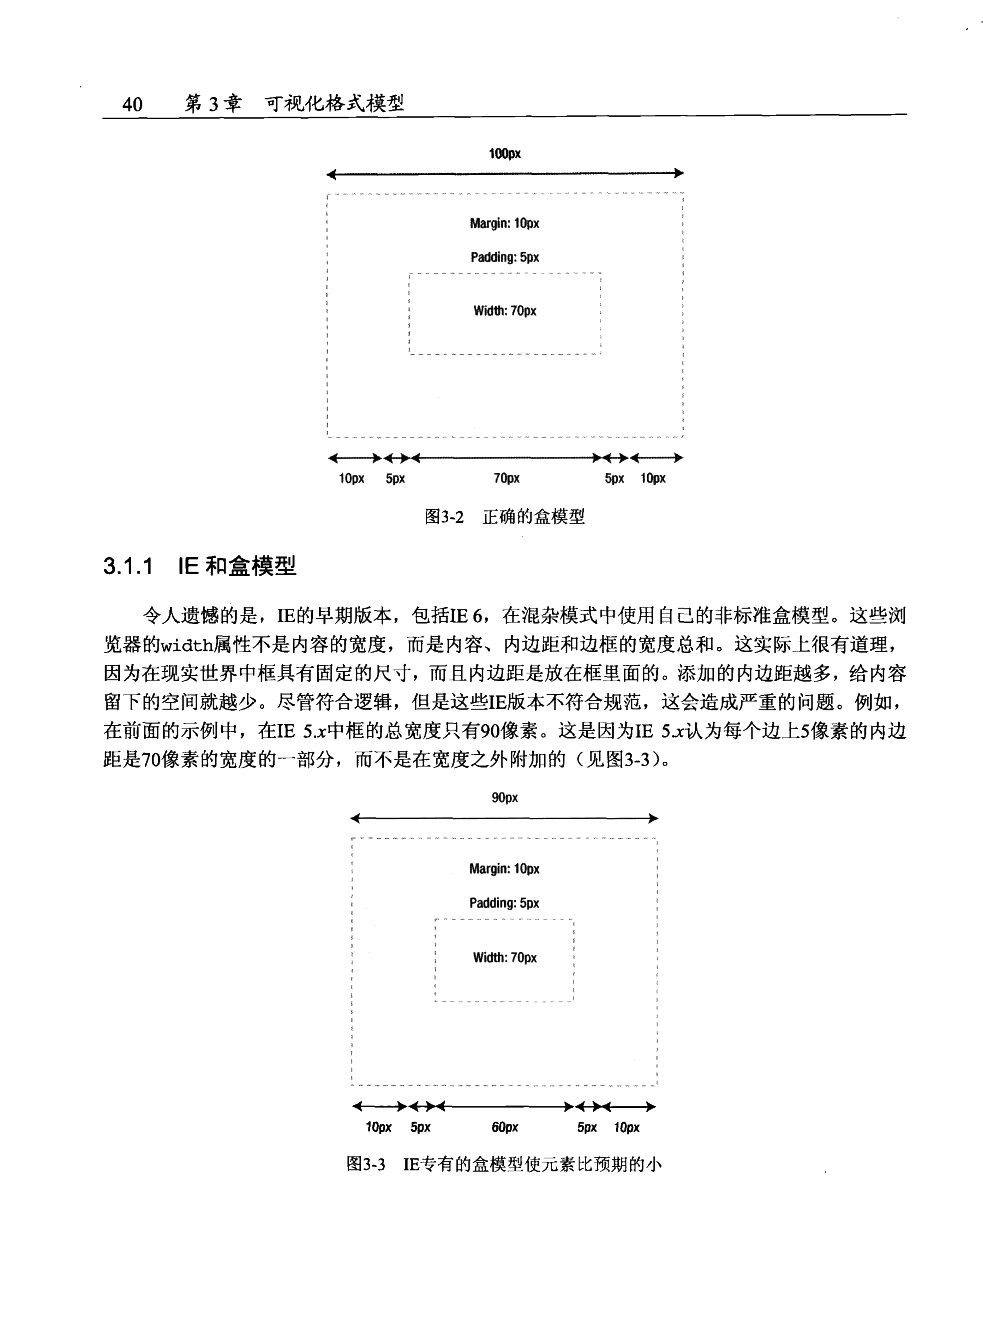 40 第 3 章 可视化格式模型
100px
Margin: 10px
Padding: 5px
Width: 70px
10px 5px 70px 5px 10px
图3-2 正确的盒模型
3.1.1 IE 和盒模型
令人遗憾的是，IE的早期版本，包括IE 6，在混杂模式中使用自己的非标准盒模型。这些浏
览器的width属性不是内容的宽度，而是内容、内边距和边框的宽度总和。这实际上很有道理，
因为在现实世界中框具有固定的尺寸，而且内边距是放在框里面的。添加的内边距越多，给内容
留下的空间就越少。尽管符合逻辑，但是这些IE版本不符合规范，这会造成严重的问题。例如，
在前面的示例中，在IE 5.x中框的总宽度只有90像素。这是因为IE 5.x认为每个边上5像素的内边
距是70像素的宽度的一部分，而不是在宽度之外附加的（见图3-3）。
90px
Margin: 10px
Padding: 5px
Width: 70px
10px 5px 60px 5px 10px
图3-3 IE专有的盒模型使元素比预期的小